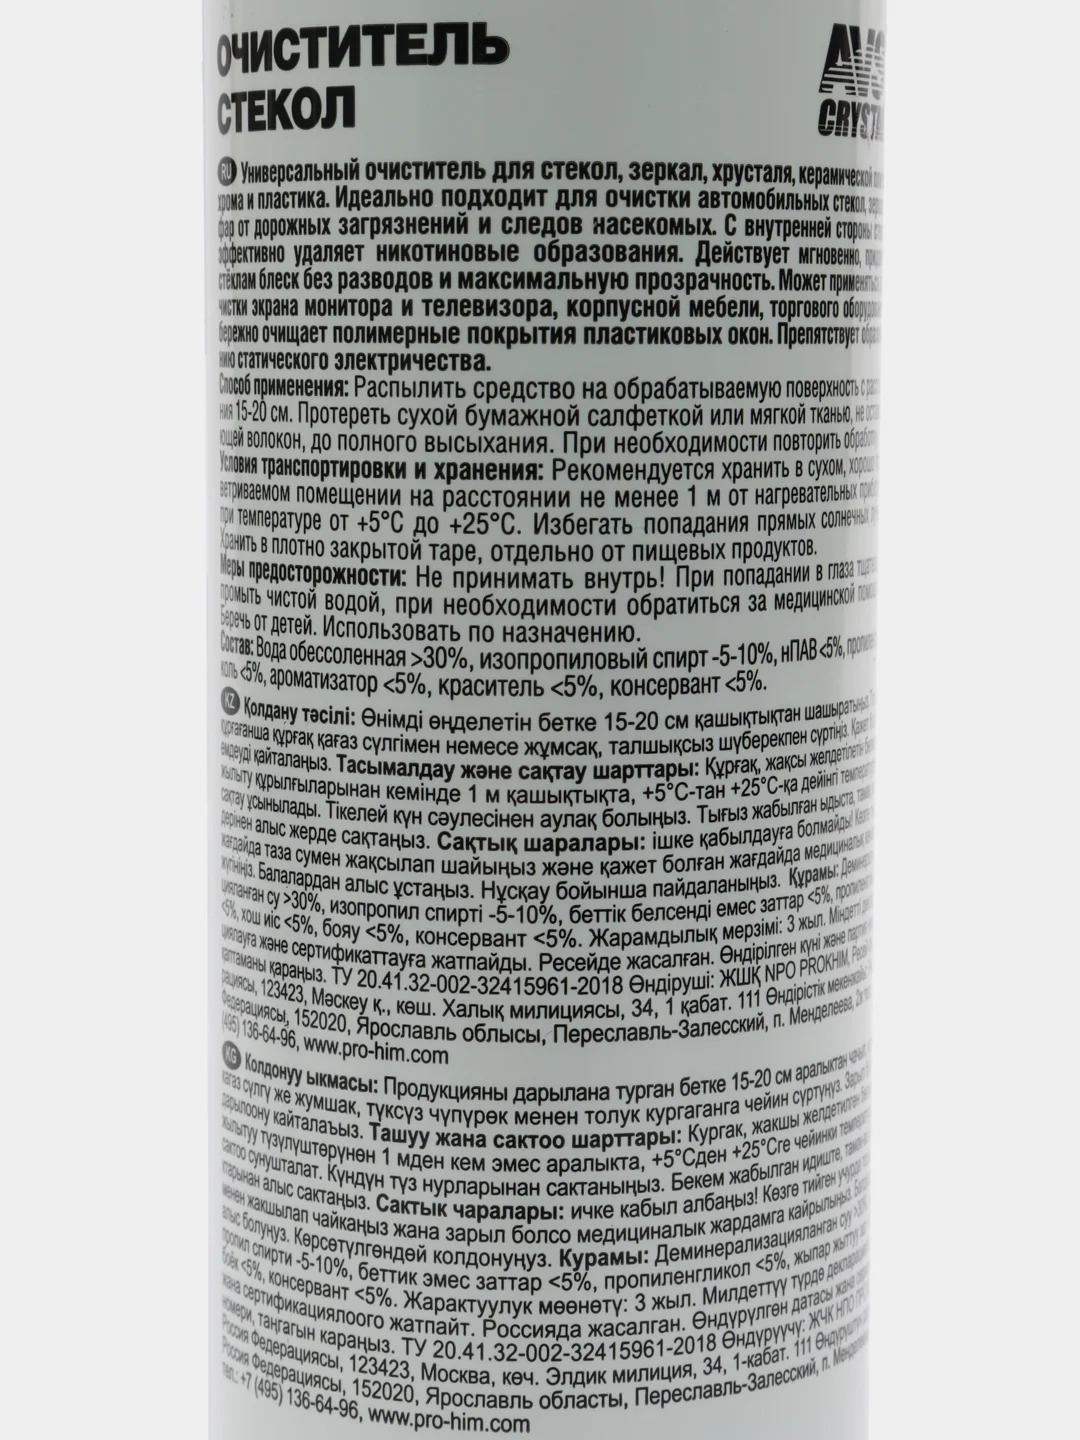 ОЧИСТИТЕЛЬ
СТЕКОЛ
AVS
CRYSTAL
RU Универсальный очиститель для стекол, зеркал, хрусталя, керамической
хрома и пластика. Идеально подходит для очистки автомобильных стекол,
фар от дорожных загрязнений и следов насекомых. С внутренней стороны
эффективно удаляет никотиновые образования. Действует мгновенно,
стёклам блеск без разводов и максимальную прозрачность. Может применяться
чистки экрана монитора и телевизора, корпусной мебели, торгового
бережно очищает полимерные покрытия пластиковых окон. Препятствует
нию статического электричества.
Способ применения: Распылить средство на обрабатываемую поверхность с
ния 15-20 см. Протереть сухой бумажной салфеткой или мягкой тканью, не
ющей волокон, до полного высыхания. При необходимости повторить
Условия транспортировки и хранения: Рекомендуется хранить в сухом, хорошо
ветриваемом помещении на расстоянии не менее 1 м от нагревательных
при температуре от +5°C до +25°C. Избегать попадания прямых солнечных
Хранить в плотно закрытой таре, отдельно от пищевых продуктов.
Меры предосторожности: Не принимать внутрь! При попадании в глаза
промыть чистой водой, при необходимости обратиться за медицинской
Беречь от детей. Использовать по назначению.
Состав: Вода обессоленная >30%, изопропиловый спирт -5-10%, нПАВ <5%,
коль <5%, ароматизатор <5%, краситель <5%, консервант <5%.
KZ Қолдану тәсілі: Өнімді өңделетін бетке 15-20 см қашықтықтан шашыратыңыз.
құрғағанша құрғақ қағаз сүлгімен немесе жұмсақ, талшықсыз шүберекпен сүртіңіз.
өңдеуді қайталаңыз. Тасымалдау және сақтау шарттары: Құрғақ, жақсы желдетілетін
жылыту құрылғыларынан кемінде 1 м қашықтықта, +5°C-тан +25°C-қа дейінгі
сақтау ұсынылады. Тікелей күн сәулесінен аулақ болыңыз. Тығыз жабылған ыдыста,
дерінен алыс жерде сақтаңыз. Сақтық шаралары: ішке қабылдауға болмайды!
жағдайда таза сумен жақсылап шайыңыз және қажет болған жағдайда медициналық
жүгініңіз. Балалардан алыс ұстаңыз. Нұсқау бойынша пайдаланыңыз. Құрамы:
цияланған су >30%, изопропил спирті -5-10%, беттік белсенді емес заттар <5%,
<5%, хош иіс <5%, бояу <5%, консервант <5%. Жарамдылық мерзімі: 3 жыл. Міндетті
циялауға және сертификаттауға жатпайды. Ресейде жасалған. Өндірілген күні және
қаптаманы қараңыз. ТУ 20.41.32-002-32415961-2018 Өндіруші: ЖШҚ NPO PROKHIM,
рациясы, 123423, Мәскеу қ., көш. Халық милициясы, 34, 1 қабат. 111 Өндірістік
Федерациясы, 152020, Ярославль облысы, Переславль-Залесский, п. Менделеева,
(495) 136-64-96, www.pro-him.com
KG Колдонуу ыкмасы: Продукцияны дарылана турган бетке 15-20 см аралыктан
кагаз сүлгү же жумшак, түксүз чүпүрөк менен толук кургаганга чейин сүртүңүз.
дарылоону кайталаъыз. Ташуу жана сактоо шарттары: Кургак, жакшы желдетилген
жылытуу түзүлүштөрүнөн 1 мден кем эмес аралыкта, +5°Cден +25°Cге чейинки
сактоо сунушталат. Күндүн түз нурларынан сактаныңыз. Бекем жабылган идиште,
ктарынан алыс сактаңыз. Сактык чаралары: ичке кабыл албаңыз! Көзгө тийген учурда
менен жакшылап чайкаңыз жана зарыл болсо медициналык жардамга кайрылыңыз.
алыс болуңуз. Көрсөтүлгөндөй колдонуңуз. Курамы: Деминерализацияланган суу
пропил спирти -5-10%, беттик эмес заттар <5%, пропиленгликол <5%, жыпар жыттуу
боёк <5%, консервант <5%. Жарактуулук мөөнөтү: 3 жыл. Милдеттүү түрдө
жана сертификациялоого жатпайт. Россияда жасалган. Өндүрүлгөн датасы жана
номери, таңгагын караңыз. ТУ 20.41.32-002-32415961-2018 Өндүрүүчү: ЖЧК НПО
Россия Федерациясы, 123423, Москва, көч. Элдик милиция, 34, 1-кабат. 111
Россия Федерациясы, 152020, Ярославль областы, Переславль-Залесский, п.
тел.: +7 (495) 136-64-96, www.pro-him.com